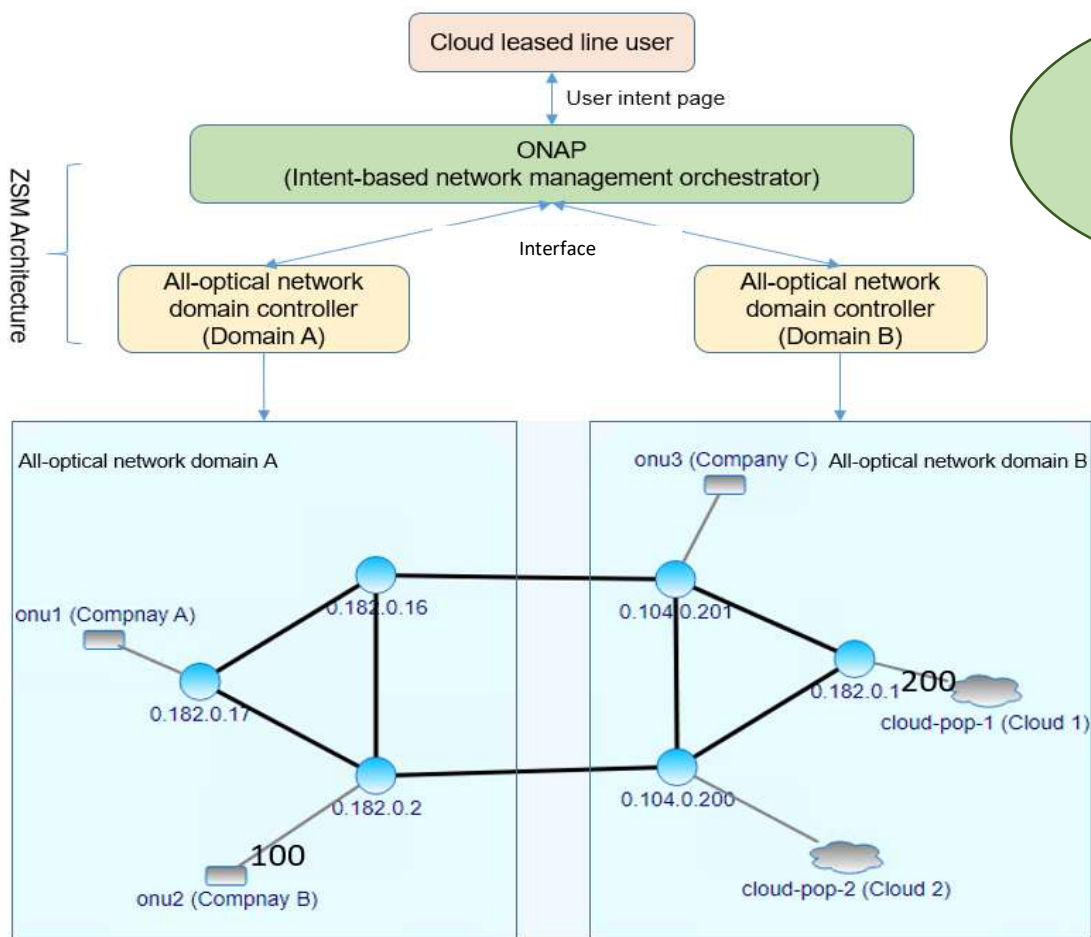 Cloud leased line user
User intent page
ONAP
(Intent-based network management orchestrator)
ZSM Architecture
Interface
All-optical network
domain controller
(Domain A)
All-optical network
domain controller
(Domain B)
All-optical network domain A
onu3 (Company C)
All-optical network domain B
0.182.0.16
0.104.0.201
onu1 (Compnay A)
0.182.0.17
0.182.0.1
200
cloud-pop-1 (Cloud 1)
0.182.0.2
0.104.0.200
100
onu2 (Compnay B)
cloud-pop-2 (Cloud 2)